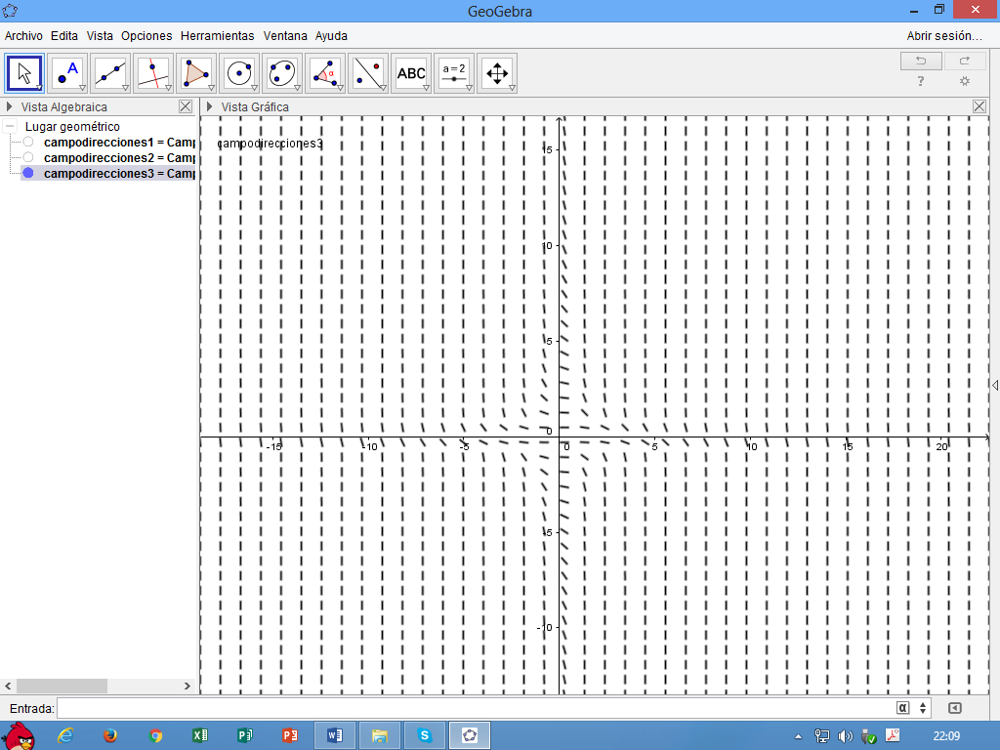 GeoGebra
Archivo Edita Vista Opciones Herramientas Ventana Ayuda
Abrir sesión...
A
α
ABC
a = 2
?
Vista Algebraica
Vista Gráfica
Lugar geométrico
campodirecciones1 = Camp
campodirecciones2 = Camp
campodirecciones3 = Camp
campodirecciones3
15
10
5
0
-15 -10 -5 0 5 10 15 20
-5
-10
Entrada:
α
22:09